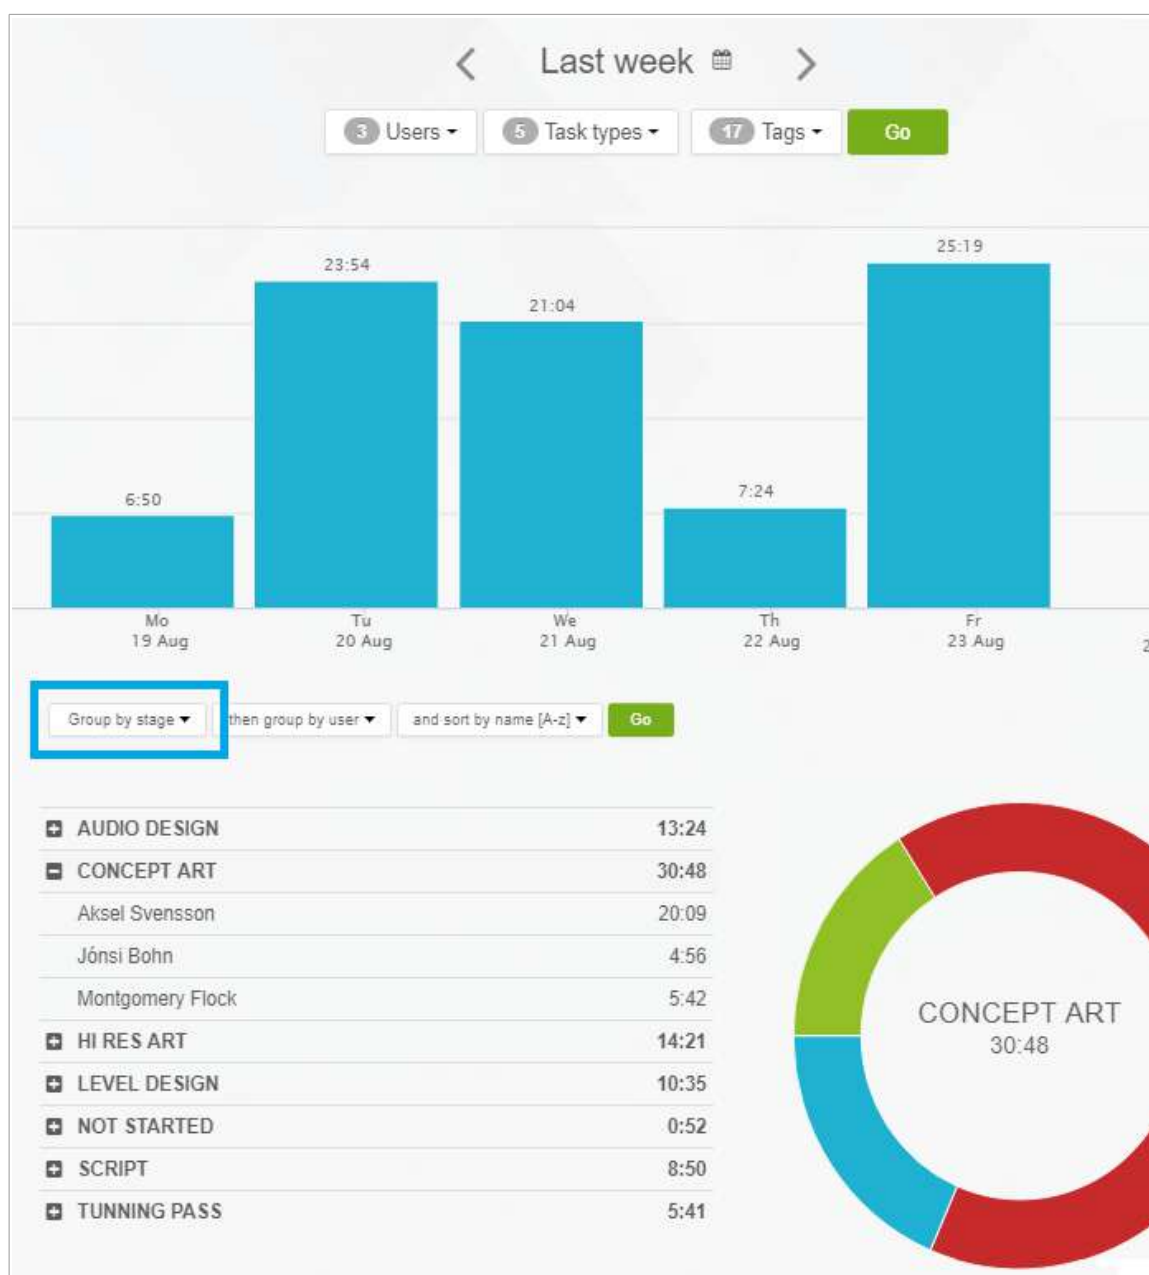 Last week
3 Users
5 Task types
17 Tags
Go
6:50
23:54
21:04
7:24
25:19
Mo
19 Aug
Tu
20 Aug
We
21 Aug
Th
22 Aug
Fr
23 Aug
2
Group by stage
then group by user
and sort by name [A-z]
Go
AUDIO DESIGN 13:24
CONCEPT ART 30:48
Aksel Svensson 20:09
Jónsi Bohn 4:56
Montgomery Flock 5:42
HI RES ART 14:21
LEVEL DESIGN 10:35
NOT STARTED 0:52
SCRIPT 8:50
TUNNING PASS 5:41
CONCEPT ART
30:48